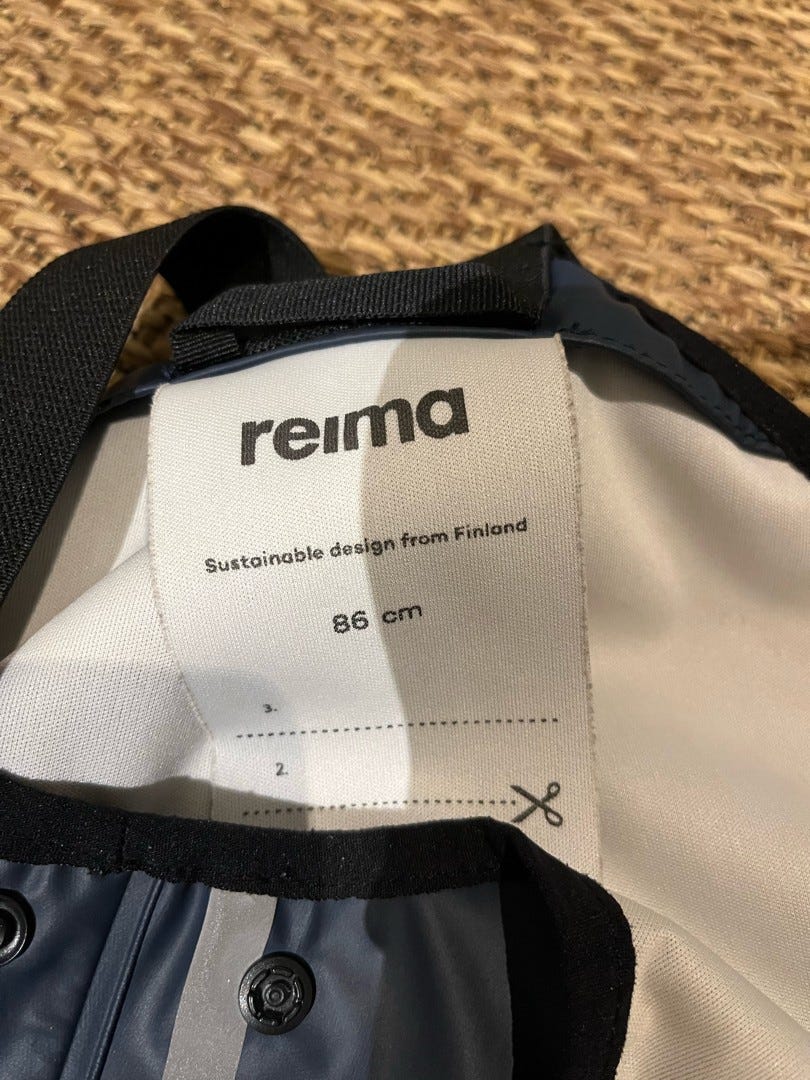 reima
Sustainable design from Finland
86 cm
3.
2.